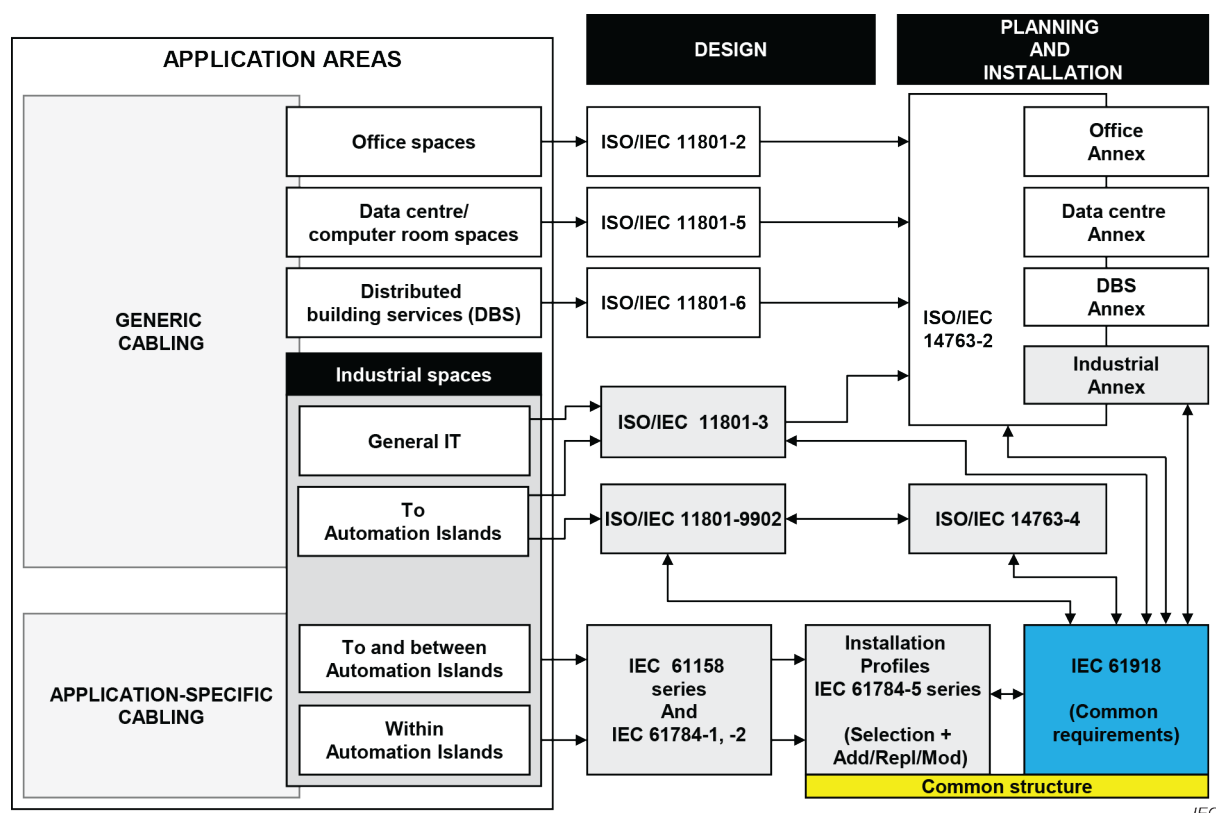 APPLICATION AREAS
DESIGN
PLANNING
AND
INSTALLATION
GENERIC
CABLING
Office spaces
ISO/IEC 11801-2
Office
Annex
Data centre/
computer room spaces
ISO/IEC 11801-5
Data centre
Annex
Distributed
building services (DBS)
ISO/IEC 11801-6
DBS
Annex
ISO/IEC
14763-2
Industrial spaces
Industrial
Annex
General IT
ISO/IEC 11801-3
To
Automation Islands
ISO/IEC 11801-9902
ISO/IEC 14763-4
APPLICATION-SPECIFIC
CABLING
To and between
Automation Islands
Within
Automation Islands
IEC 61158
series
And
IEC 61784-1, -2
Installation
Profiles
IEC 61784-5 series
(Selection +
Add/Repl/Mod)
IEC 61918
(Common
requirements)
Common structure